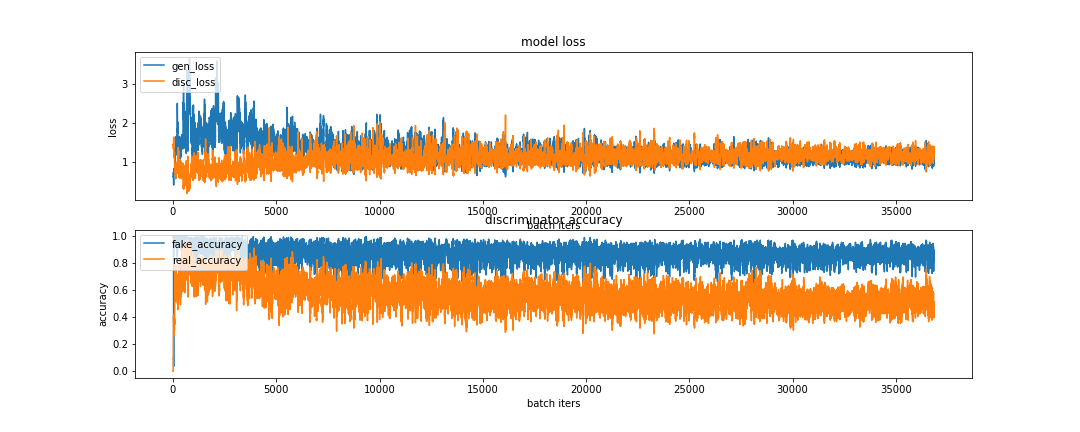 model loss
gen_loss
disc_loss
3
2
1
loss
0 5000 10000 15000 20000 25000 30000 35000
batch iters
discriminator accuracy
fake_accuracy
real_accuracy
1.0
0.8
0.6
0.4
0.2
0.0
accuracy
0 5000 10000 15000 20000 25000 30000 35000
batch iters